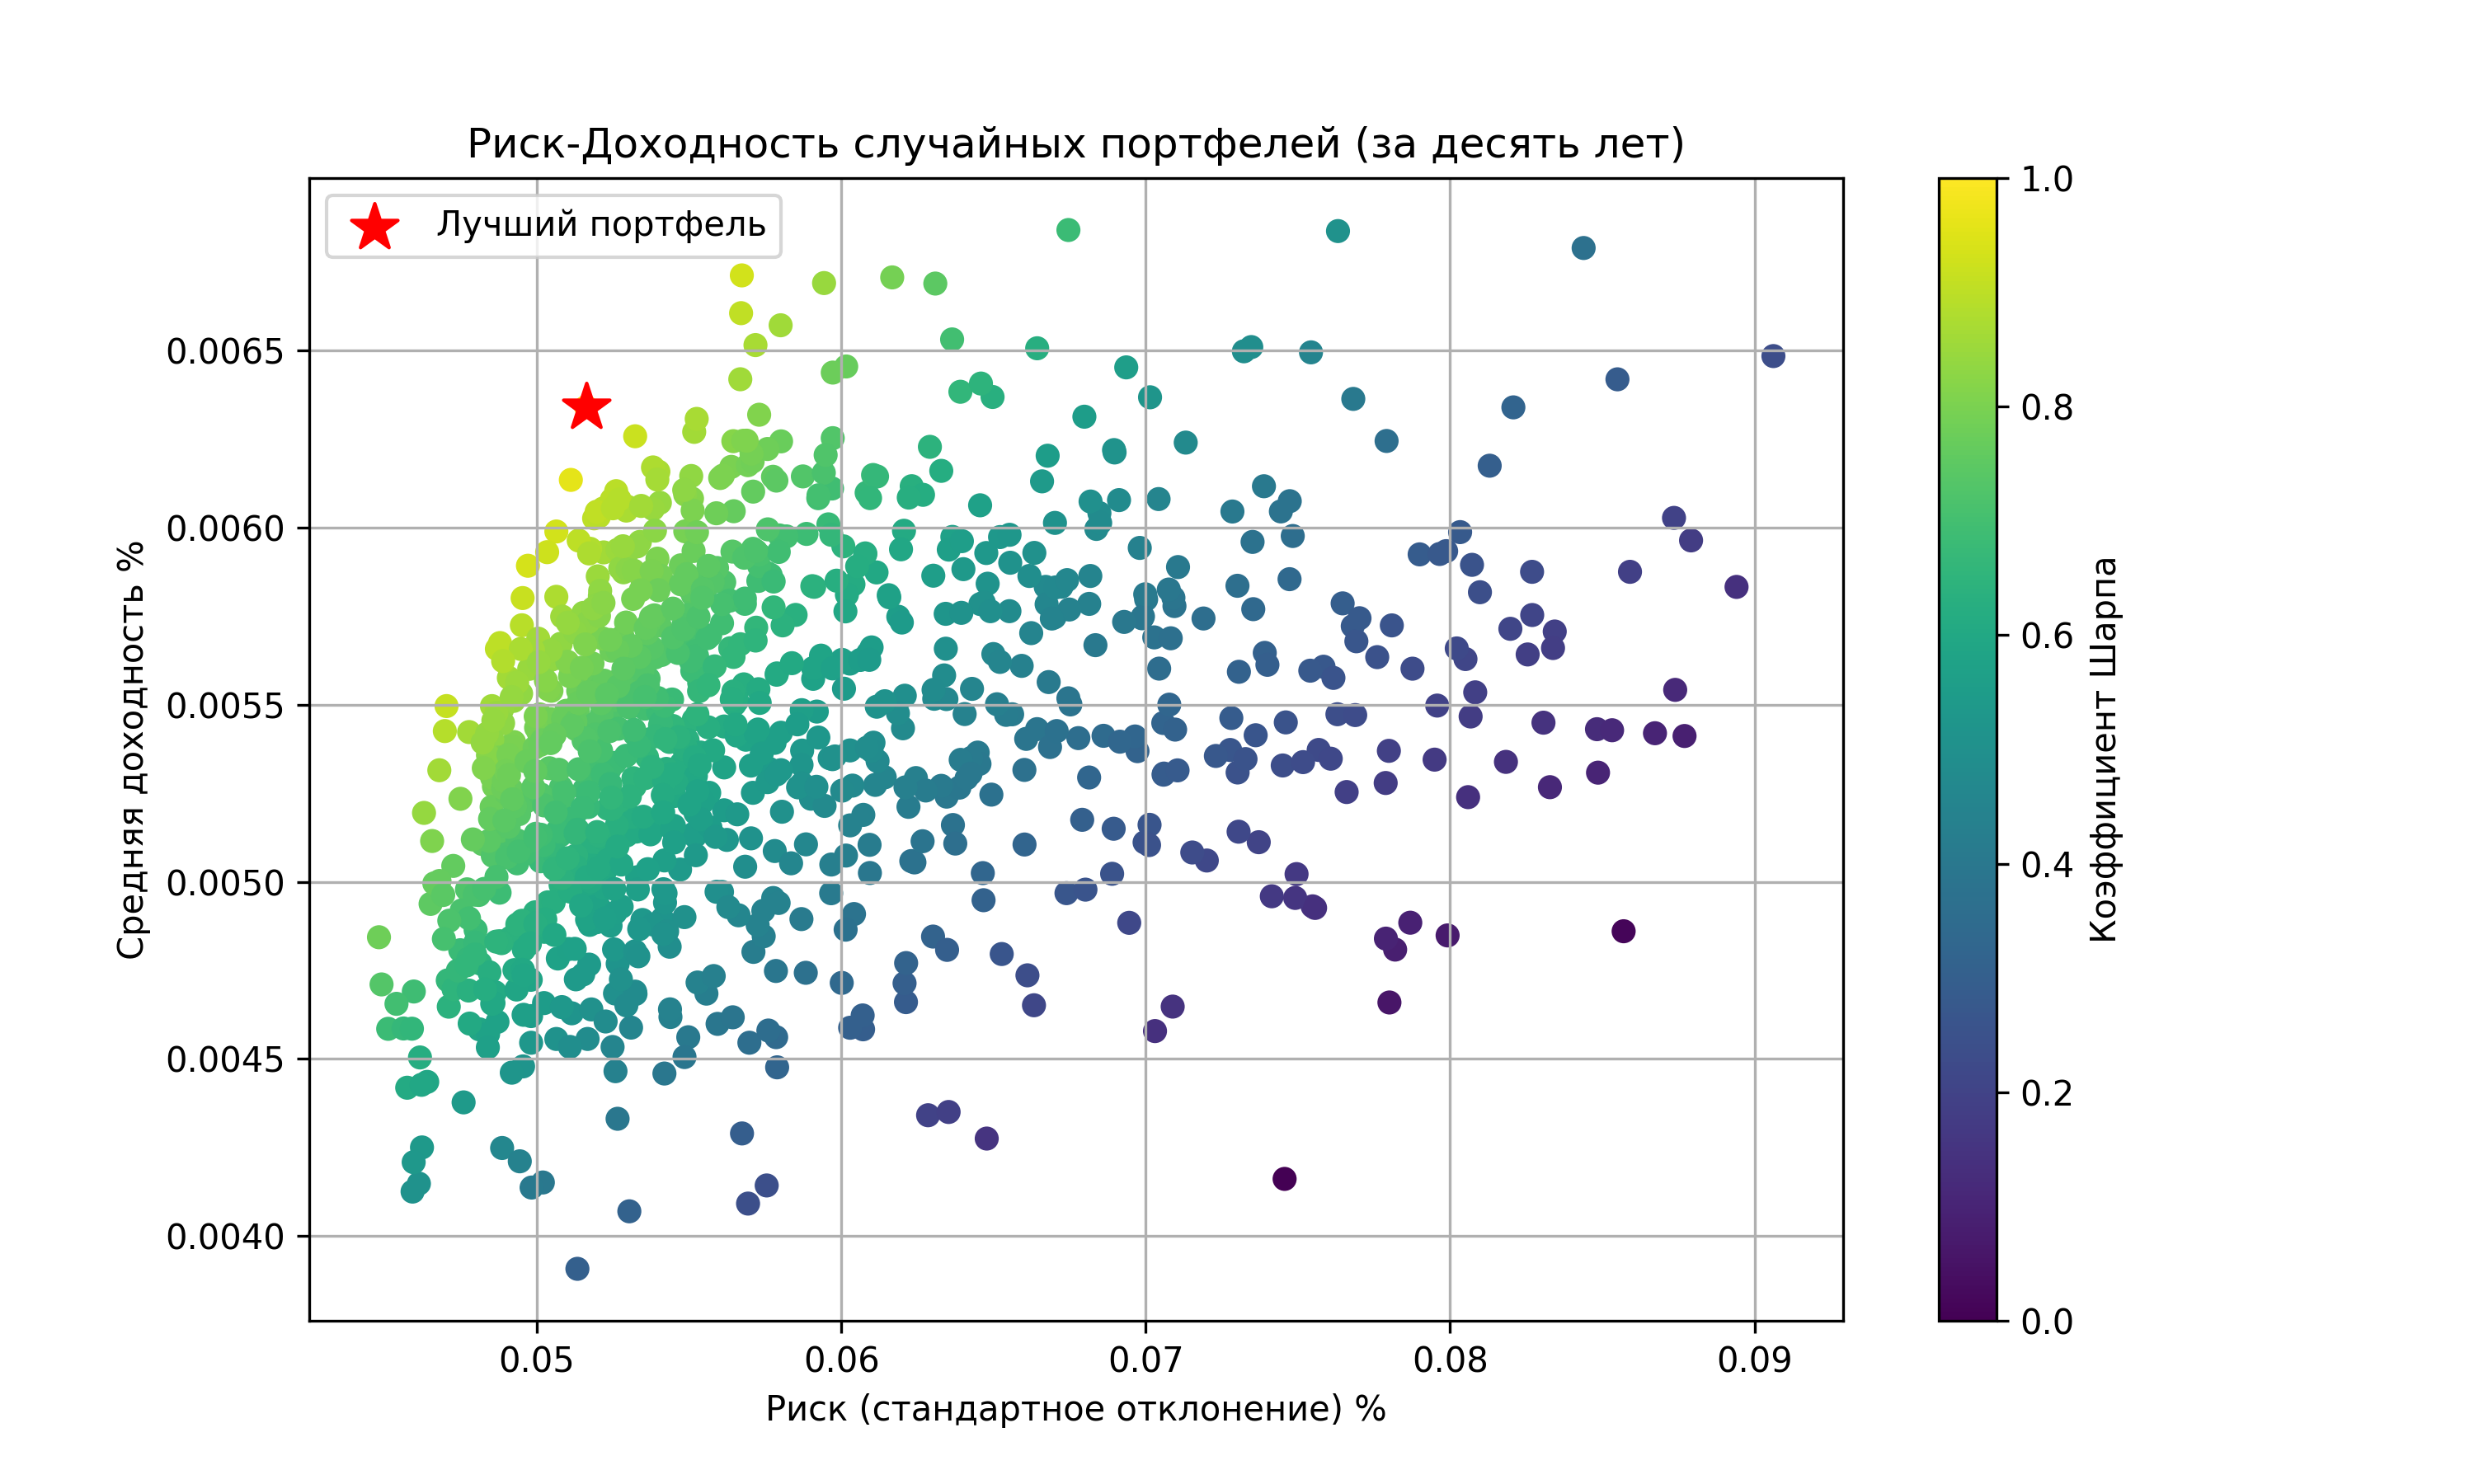 Риск-Доходность случайных портфелей (за десять лет)
Лучший портфель
Средняя доходность %
0.0065
0.0060
0.0055
0.0050
0.0045
0.0040
0.05 0.06 0.07 0.08 0.09
Риск (стандартное отклонение) %
1.0
0.8
0.6
0.4
0.2
0.0
Коэффициент Шарпа